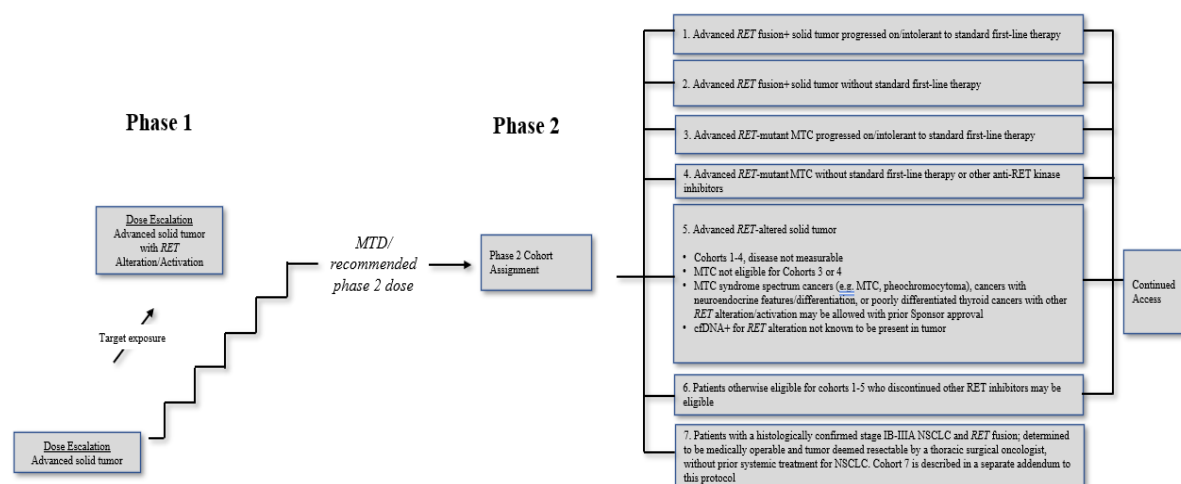 Phase 1
Dose Escalation
Advanced solid tumor
with RET
Alteration/Activation
Target exposure
Dose Escalation
Advanced solid tumor
MTD/
recommended
phase 2 dose
Phase 2
Phase 2 Cohort
Assignment
1. Advanced RET fusion+ solid tumor progressed on/intolerant to standard first-line therapy
2. Advanced RET fusion+ solid tumor without standard first-line therapy
3. Advanced RET-mutant MTC progressed on/intolerant to standard first-line therapy
4. Advanced RET-mutant MTC without standard first-line therapy or other anti-RET kinase
inhibitors
5. Advanced RET-altered solid tumor
• Cohorts 1-4, disease not measurable
• MTC not eligible for Cohorts 3 or 4
• MTC syndrome spectrum cancers (e.g. MTC, pheochromocytoma), cancers with
neuroendocrine features/differentiation, or poorly differentiated thyroid cancers with other
RET alteration/activation may be allowed with prior Sponsor approval
• cfDNA+ for RET alteration not known to be present in tumor
6. Patients otherwise eligible for cohorts 1-5 who discontinued other RET inhibitors may be
eligible
7. Patients with a histologically confirmed stage IB-IIIA NSCLC and RET fusion; determined
to be medically operable and tumor deemed resectable by a thoracic surgical oncologist,
without prior systemic treatment for NSCLC. Cohort 7 is described in a separate addendum to
this protocol
Continued
Access